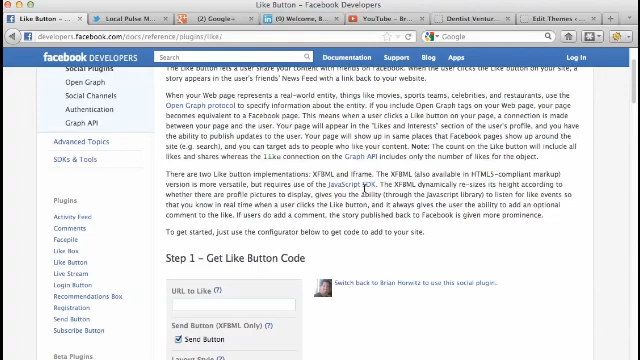 Like Button – Facebook Developers
Like Button – Facebook Developers
Local Pulse M...
Google+
Welcome, B...
YouTube – Br...
Dentist Ventur...
Edit Themes < ...
developers.facebook.com/docs/reference/plugins/like/
Google
facebook DEVELOPERS
Search
Documentation
Support
Blog
Apps
Log In
Social Plugins
Open Graph
Social Channels
Authentication
Graph API
Advanced Topics
SDKs & Tools
Plugins
Activity Feed
Comments
Facepile
Like Box
Like Button
Live Stream
Login Button
Recommendations Box
Registration
Send Button
Subscribe Button
Beta Plugins
The Like button lets a user share your content with friends on Facebook. When the user clicks the Like button on your site, a
story appears in the user's friends' News Feed with a link back to your website.
When your Web page represents a real-world entity, things like movies, sports teams, celebrities, and restaurants, use the
Open Graph protocol to specify information about the entity. If you include Open Graph tags on your Web page, your page
becomes equivalent to a Facebook page. This means when a user clicks a Like button on your page, a connection is made
between your page and the user. Your page will appear in the "Likes and Interests" section of the user's profile, and you have
the ability to publish updates to the user. Your page will show up in same places that Facebook pages show up around the
site (e.g. search), and you can target ads to people who like your content. Note: The count on the Like button will include all
likes and shares whereas the like connection on Graph API includes only the number of likes for the object.
There are two Like button implementations: XFBML and Iframe. The XFBML (also available in HTML5-compliant markup)
version is more versatile, but requires use of the JavaScript SDK. The XFBML dynamically re-sizes its height according to
whether there are profile pictures to display, gives you the ability (through the Javascript library) to listen for like events so
that you know in real time when a user clicks the Like button, and it always gives the user the ability to add an optional
comment to the like. If users do add a comment, the story published back to Facebook is given more prominence.
To get started, just use the configurator below to get code to add to your site.
Step 1 – Get Like Button Code
URL to Like (?)
Send Button (XFBML Only) (?)
Send Button
Layout Style (?)
Switch back to Brian Horwitz to use this social plugin.